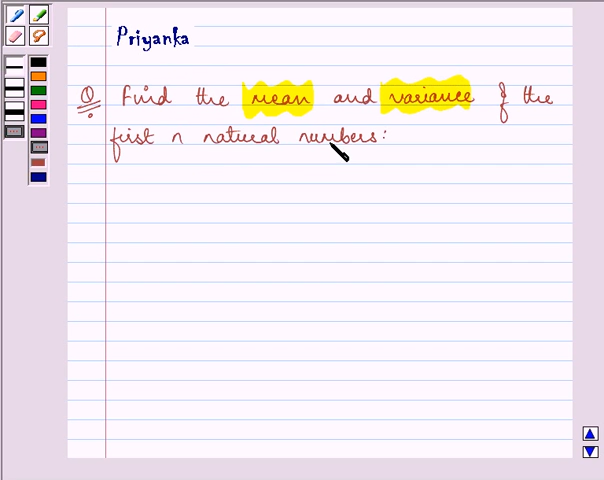 Priyanka
Q Find the mean and variance of the
first n natural numbers: